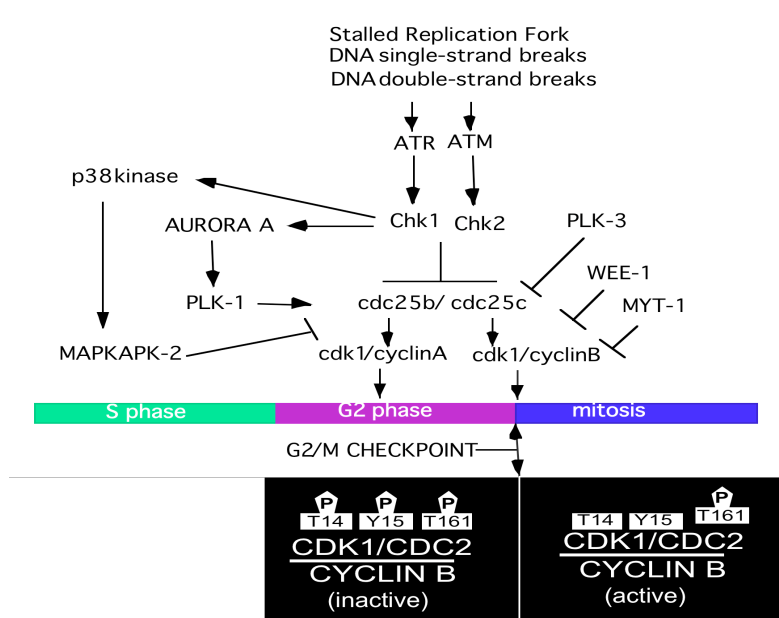 Stalled Replication Fork
DNA single-strand breaks
DNA double-strand breaks
ATR ATM
p38kinase
Chk1 Chk2
PLK-3
AURORA A
WEE-1
PLK-1
cdc25b/ cdc25c
MYT-1
MAPKAPK-2
cdk1/cyclinA
cdk1/cyclinB
S phase G2 phase mitosis
G2/M CHECKPOINT
P P P
T14 Y15 T161
CDK1/CDC2
CYCLIN B
(inactive)
P
T14 Y15 T161
CDK1/CDC2
CYCLIN B
(active)